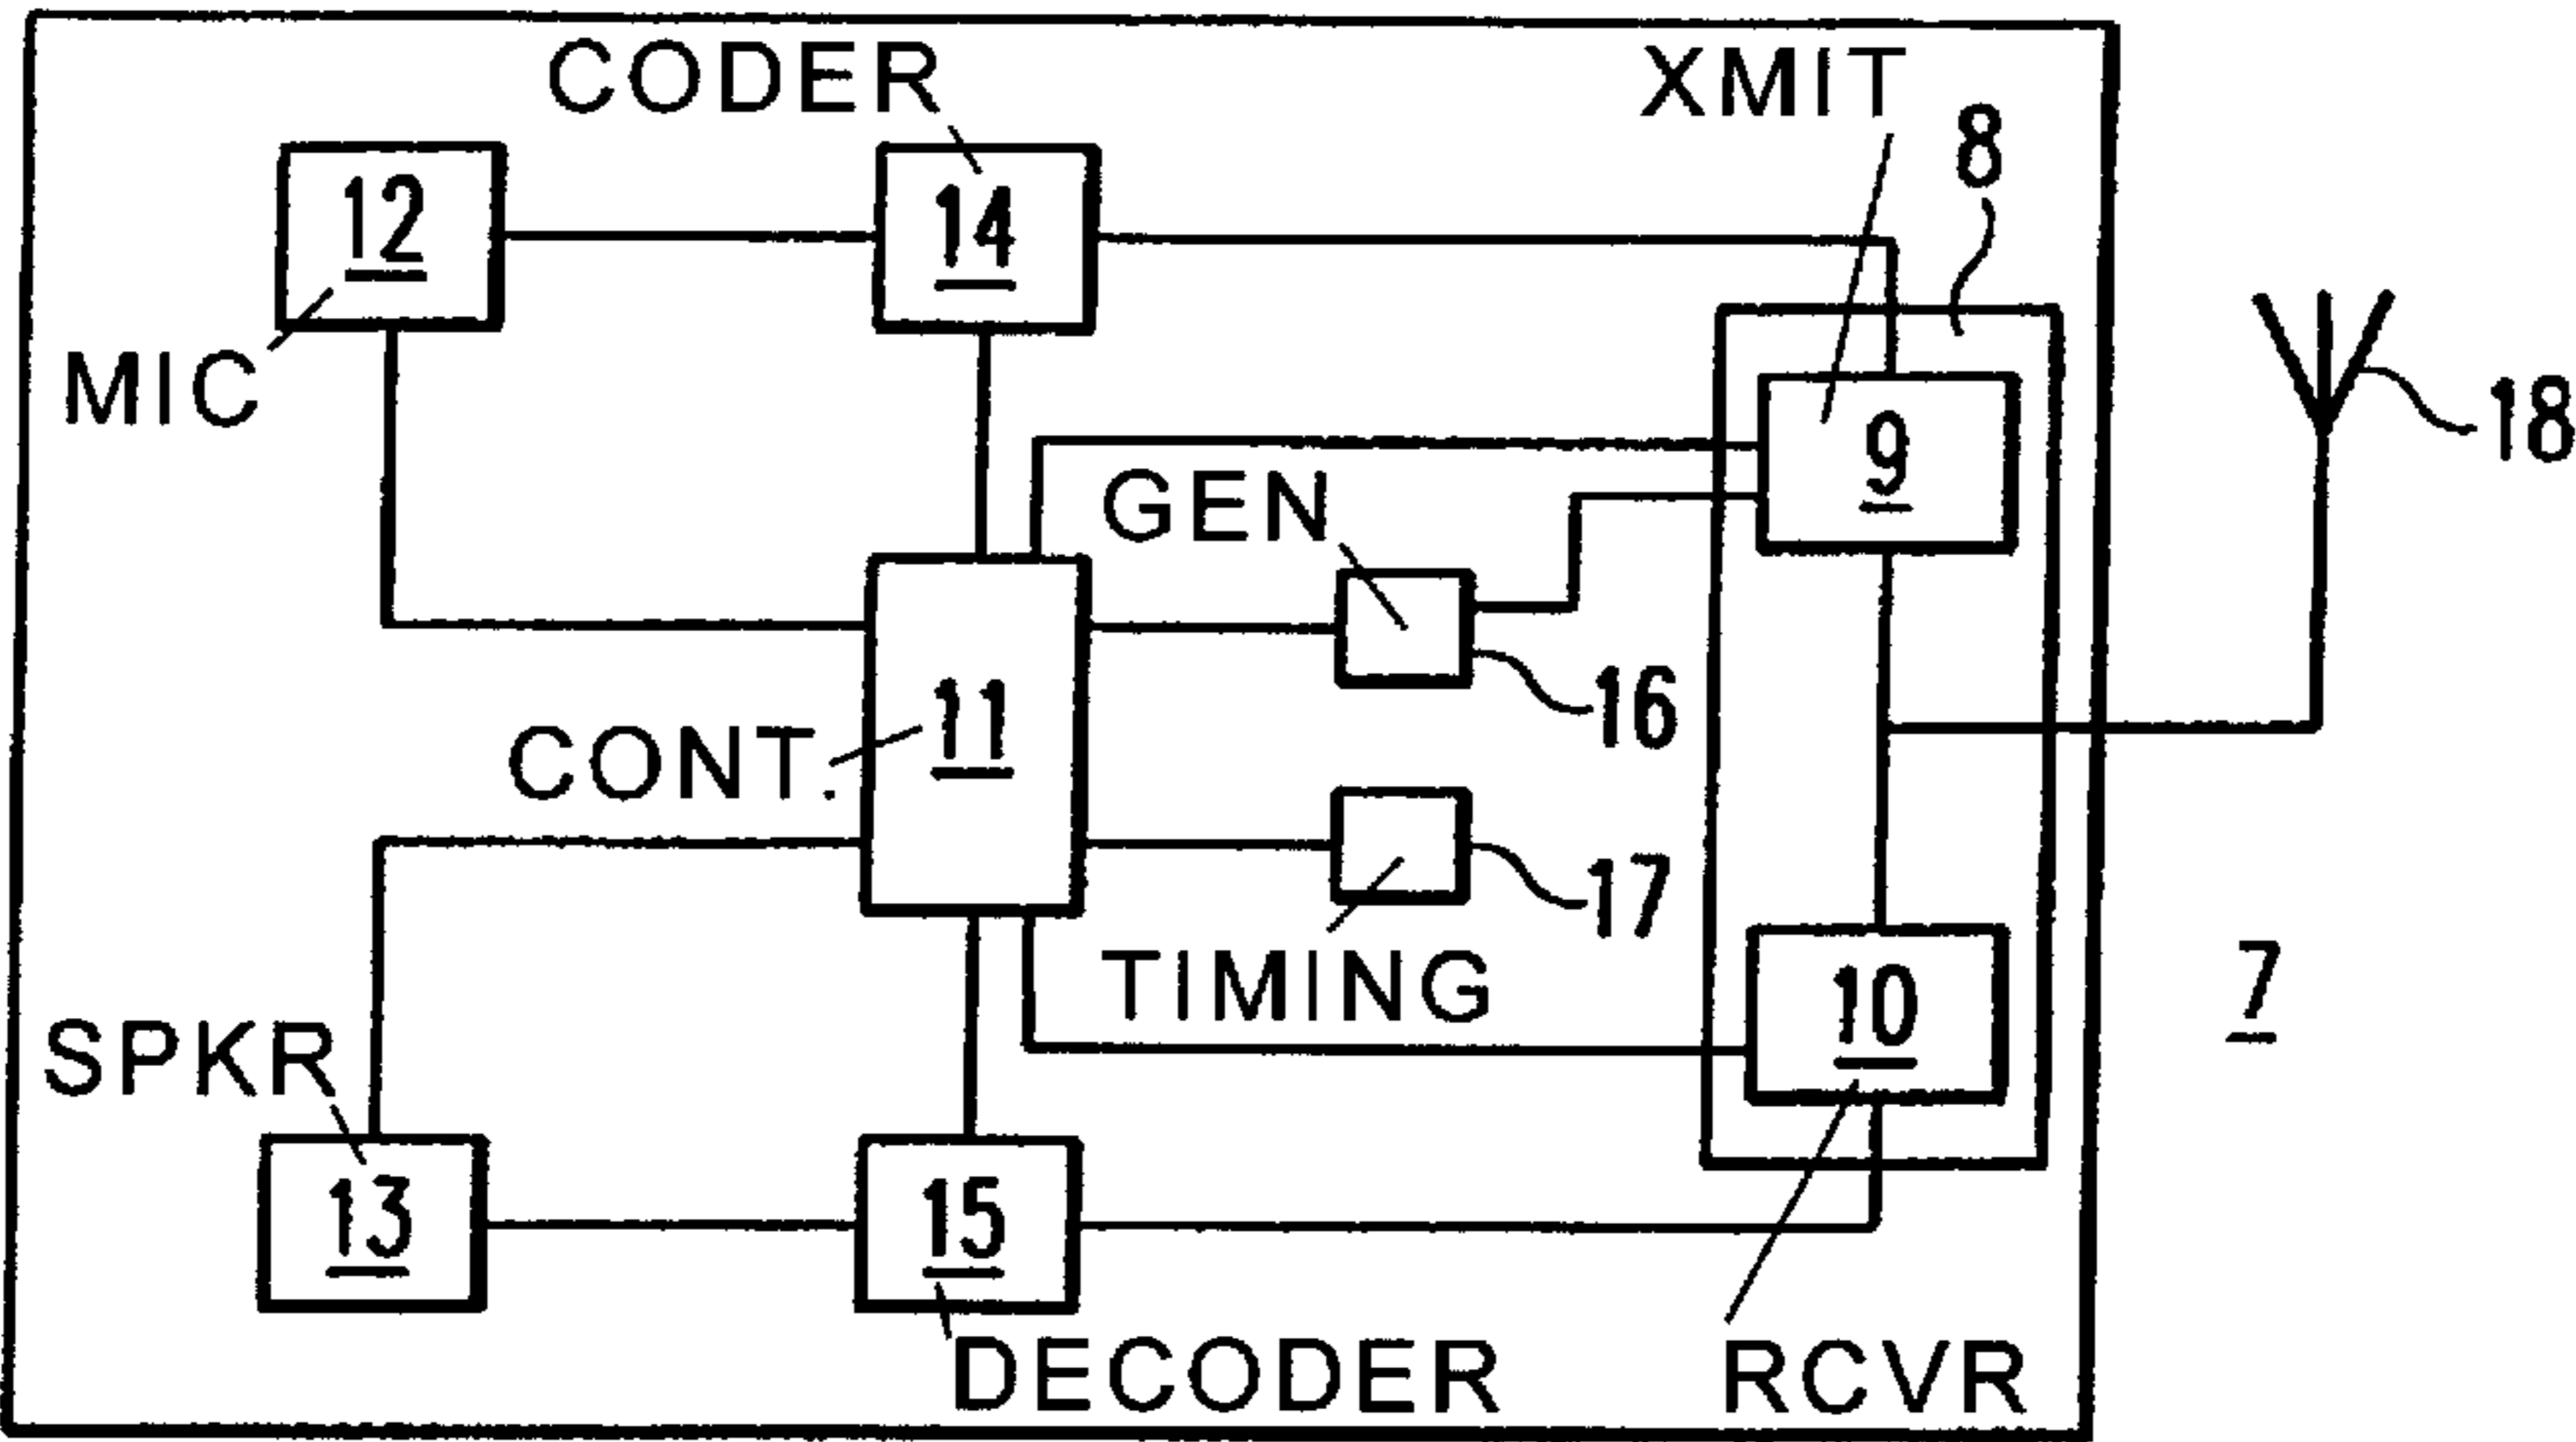 CODER
XMIT
8
12
14
MIC
18
9
GEN
16
CONT.
11
17
TIMING
7
10
SPKR
13
15
DECODER
RCVR